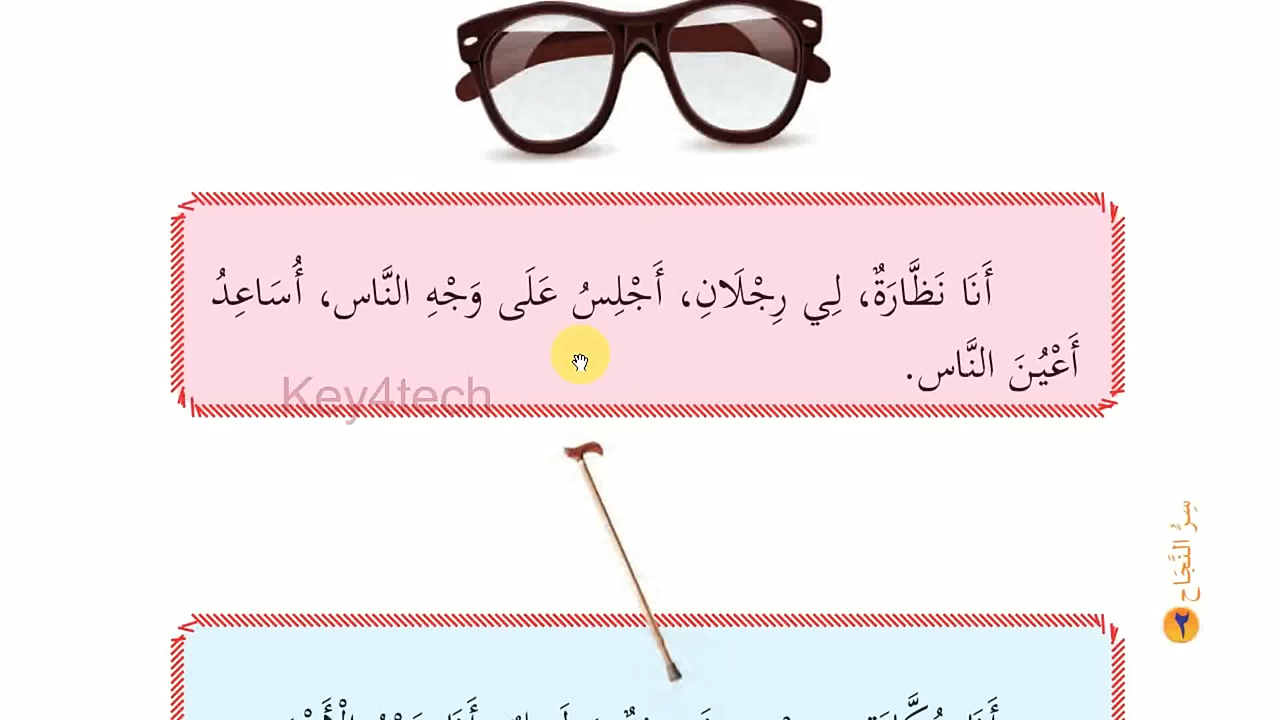 أَنَا نَظَّارَةٌ، لِي رِجْلَانِ، أَجْلِسُ عَلَى وَجْهِ النَّاسِ، أُسَاعِدُ
أَعْيُنَ النَّاسِ.
Key4tech
سِرُّ النَّجَاحِ
٢